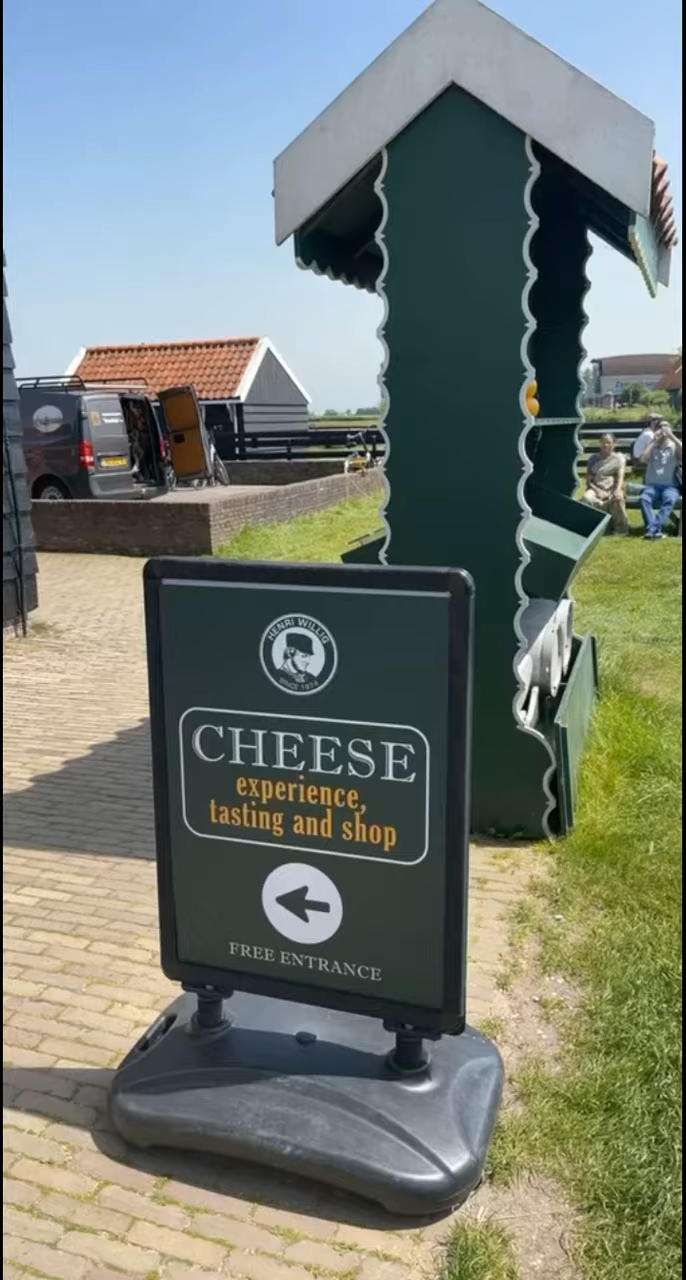 HENRI WILLIG
SINCE 1974
CHEESE
experience,
tasting and shop
FREE ENTRANCE